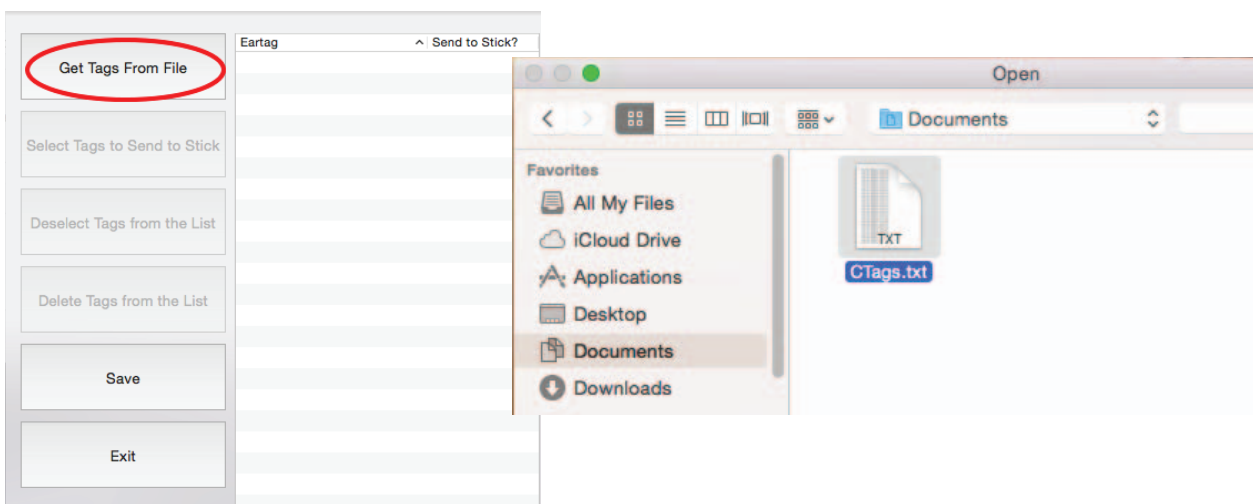 Eartag
Send to Stick?
Get Tags From File
Select Tags to Send to Stick
Deselect Tags from the List
Delete Tags from the List
Save
Exit
Open
Documents
Favorites
All My Files
iCloud Drive
Applications
Desktop
Documents
Downloads
TXT
CTags.txt